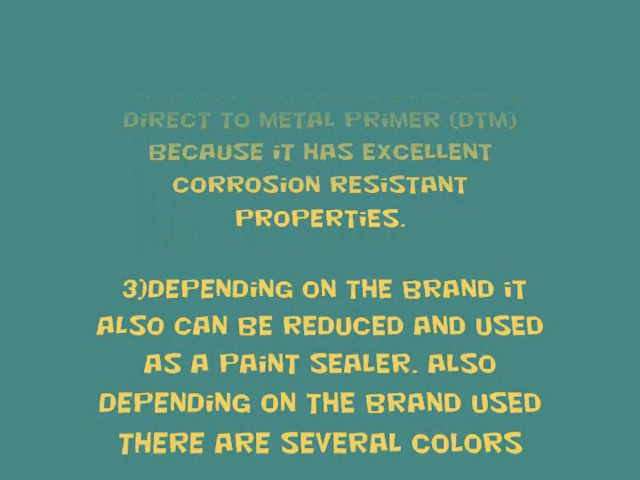 DiRECT TO METAL PRiMER (DTM)
BECAUSE iT HAS EXCELLENT
CORROSiON RESiSTANT
PROPERTiES.
3)DEPENDiNG ON THE BRAND iT
ALSO CAN BE REDUCED AND USED
AS A PAiNT SEALER. ALSO
DEPENDiNG ON THE BRAND USED
THERE ARE SEVERAL COLORS